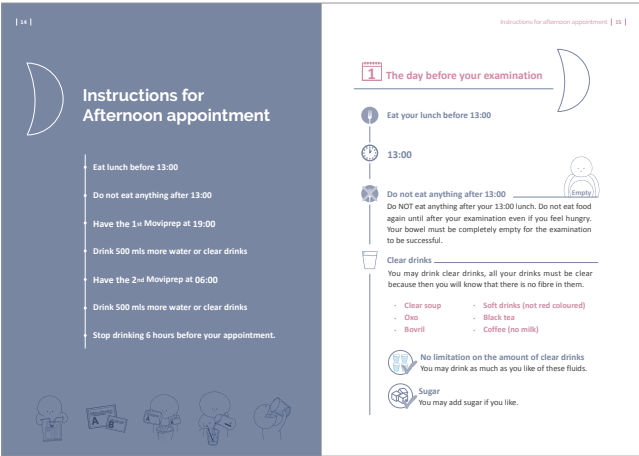 | 14 |
Instructions for
Afternoon appointment
Eat lunch before 13:00
Do not eat anything after 13:00
Have the 1st Moviprep at 19:00
Drink 500 mls more water or clear drinks
Have the 2nd Moviprep at 06:00
Drink 500 mls more water or clear drinks
Stop drinking 6 hours before your appointment.
A B
A
Instructions for afternoon appointment | 15 |
1 The day before your examination
Eat your lunch before 13:00
13:00
Empty
Do not eat anything after 13:00
Do NOT eat anything after your 13:00 lunch. Do not eat food
again until after your examination even if you feel hungry.
Your bowel must be completely empty for the examination
to be successful.
Clear drinks
You may drink clear drinks, all your drinks must be clear
because then you will know that there is no fibre in them.
- Clear soup
- Oxo
- Bovril
- Soft drinks (not red coloured)
- Black tea
- Coffee (no milk)
No limitation on the amount of clear drinks
You may drink as much as you like of these fluids.
Sugar
You may add sugar if you like.